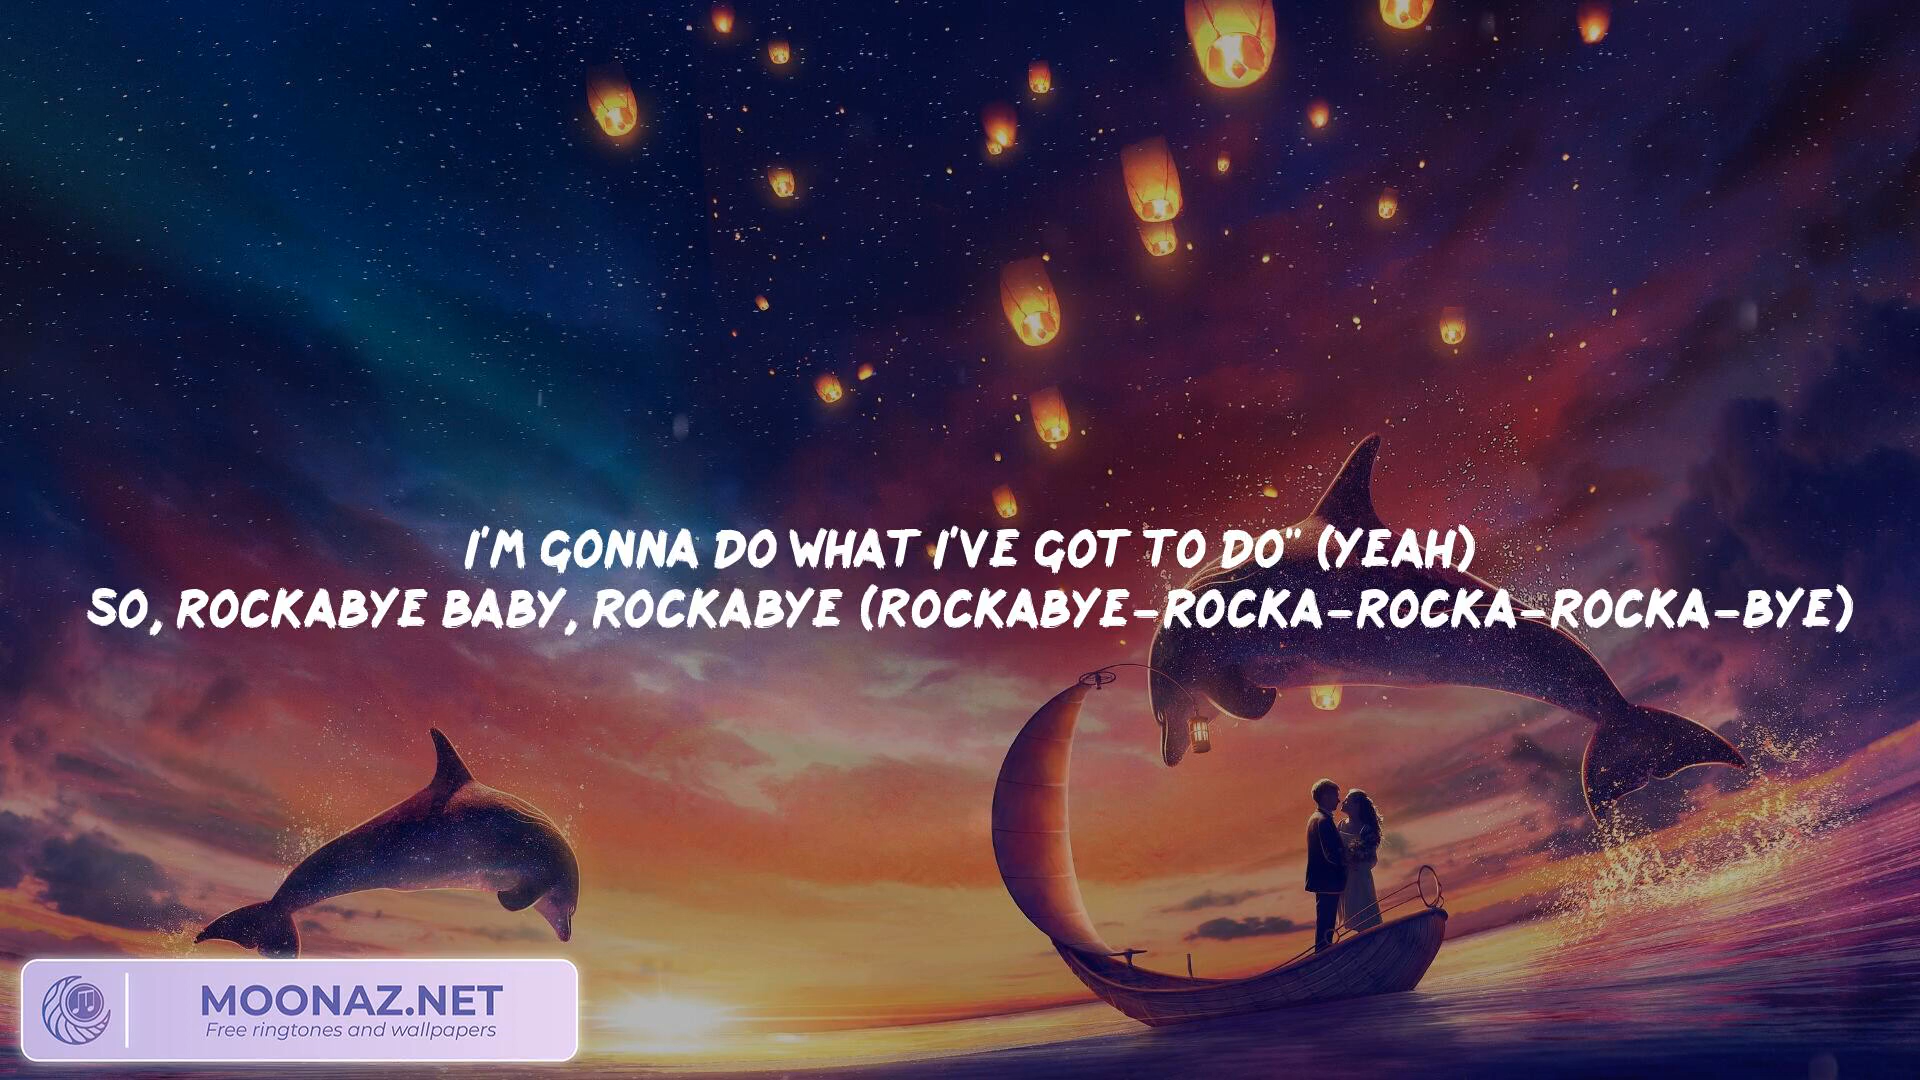 I'M GONNA DO WHAT I'VE GOT TO DO" (YEAH)
SO, ROCKABYE BABY, ROCKABYE (ROCKABYE-ROCKA-ROCKA-ROCKA-BYE)
MOONAZ.NET
Free ringtones and wallpapers